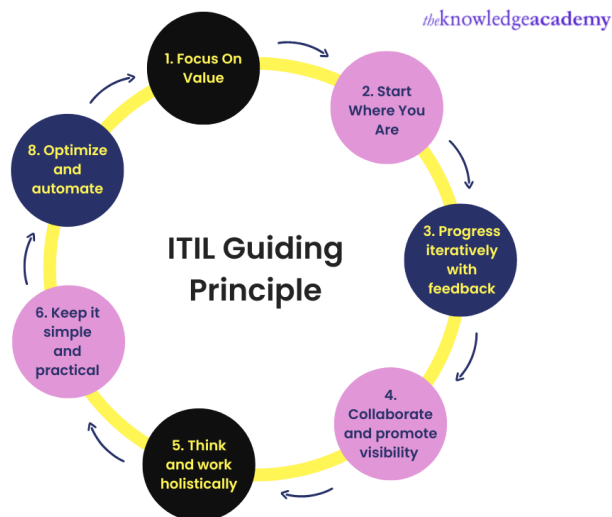 theknowledgeacademy
1. Focus On
Value
2. Start
Where You
Are
3. Progress
iteratively
with
feedback
4.
Collaborate
and promote
visibility
5. Think
and work
holistically
6. Keep it
simple
and
practical
8. Optimize
and
automate
ITIL Guiding
Principle